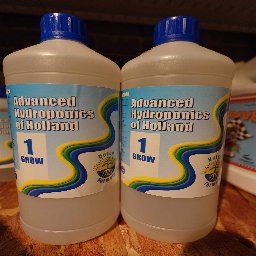 Advanced
Hydroponics
of Holland
1
GROW
Advanced
Hydroponics
of Holland
1
GROW